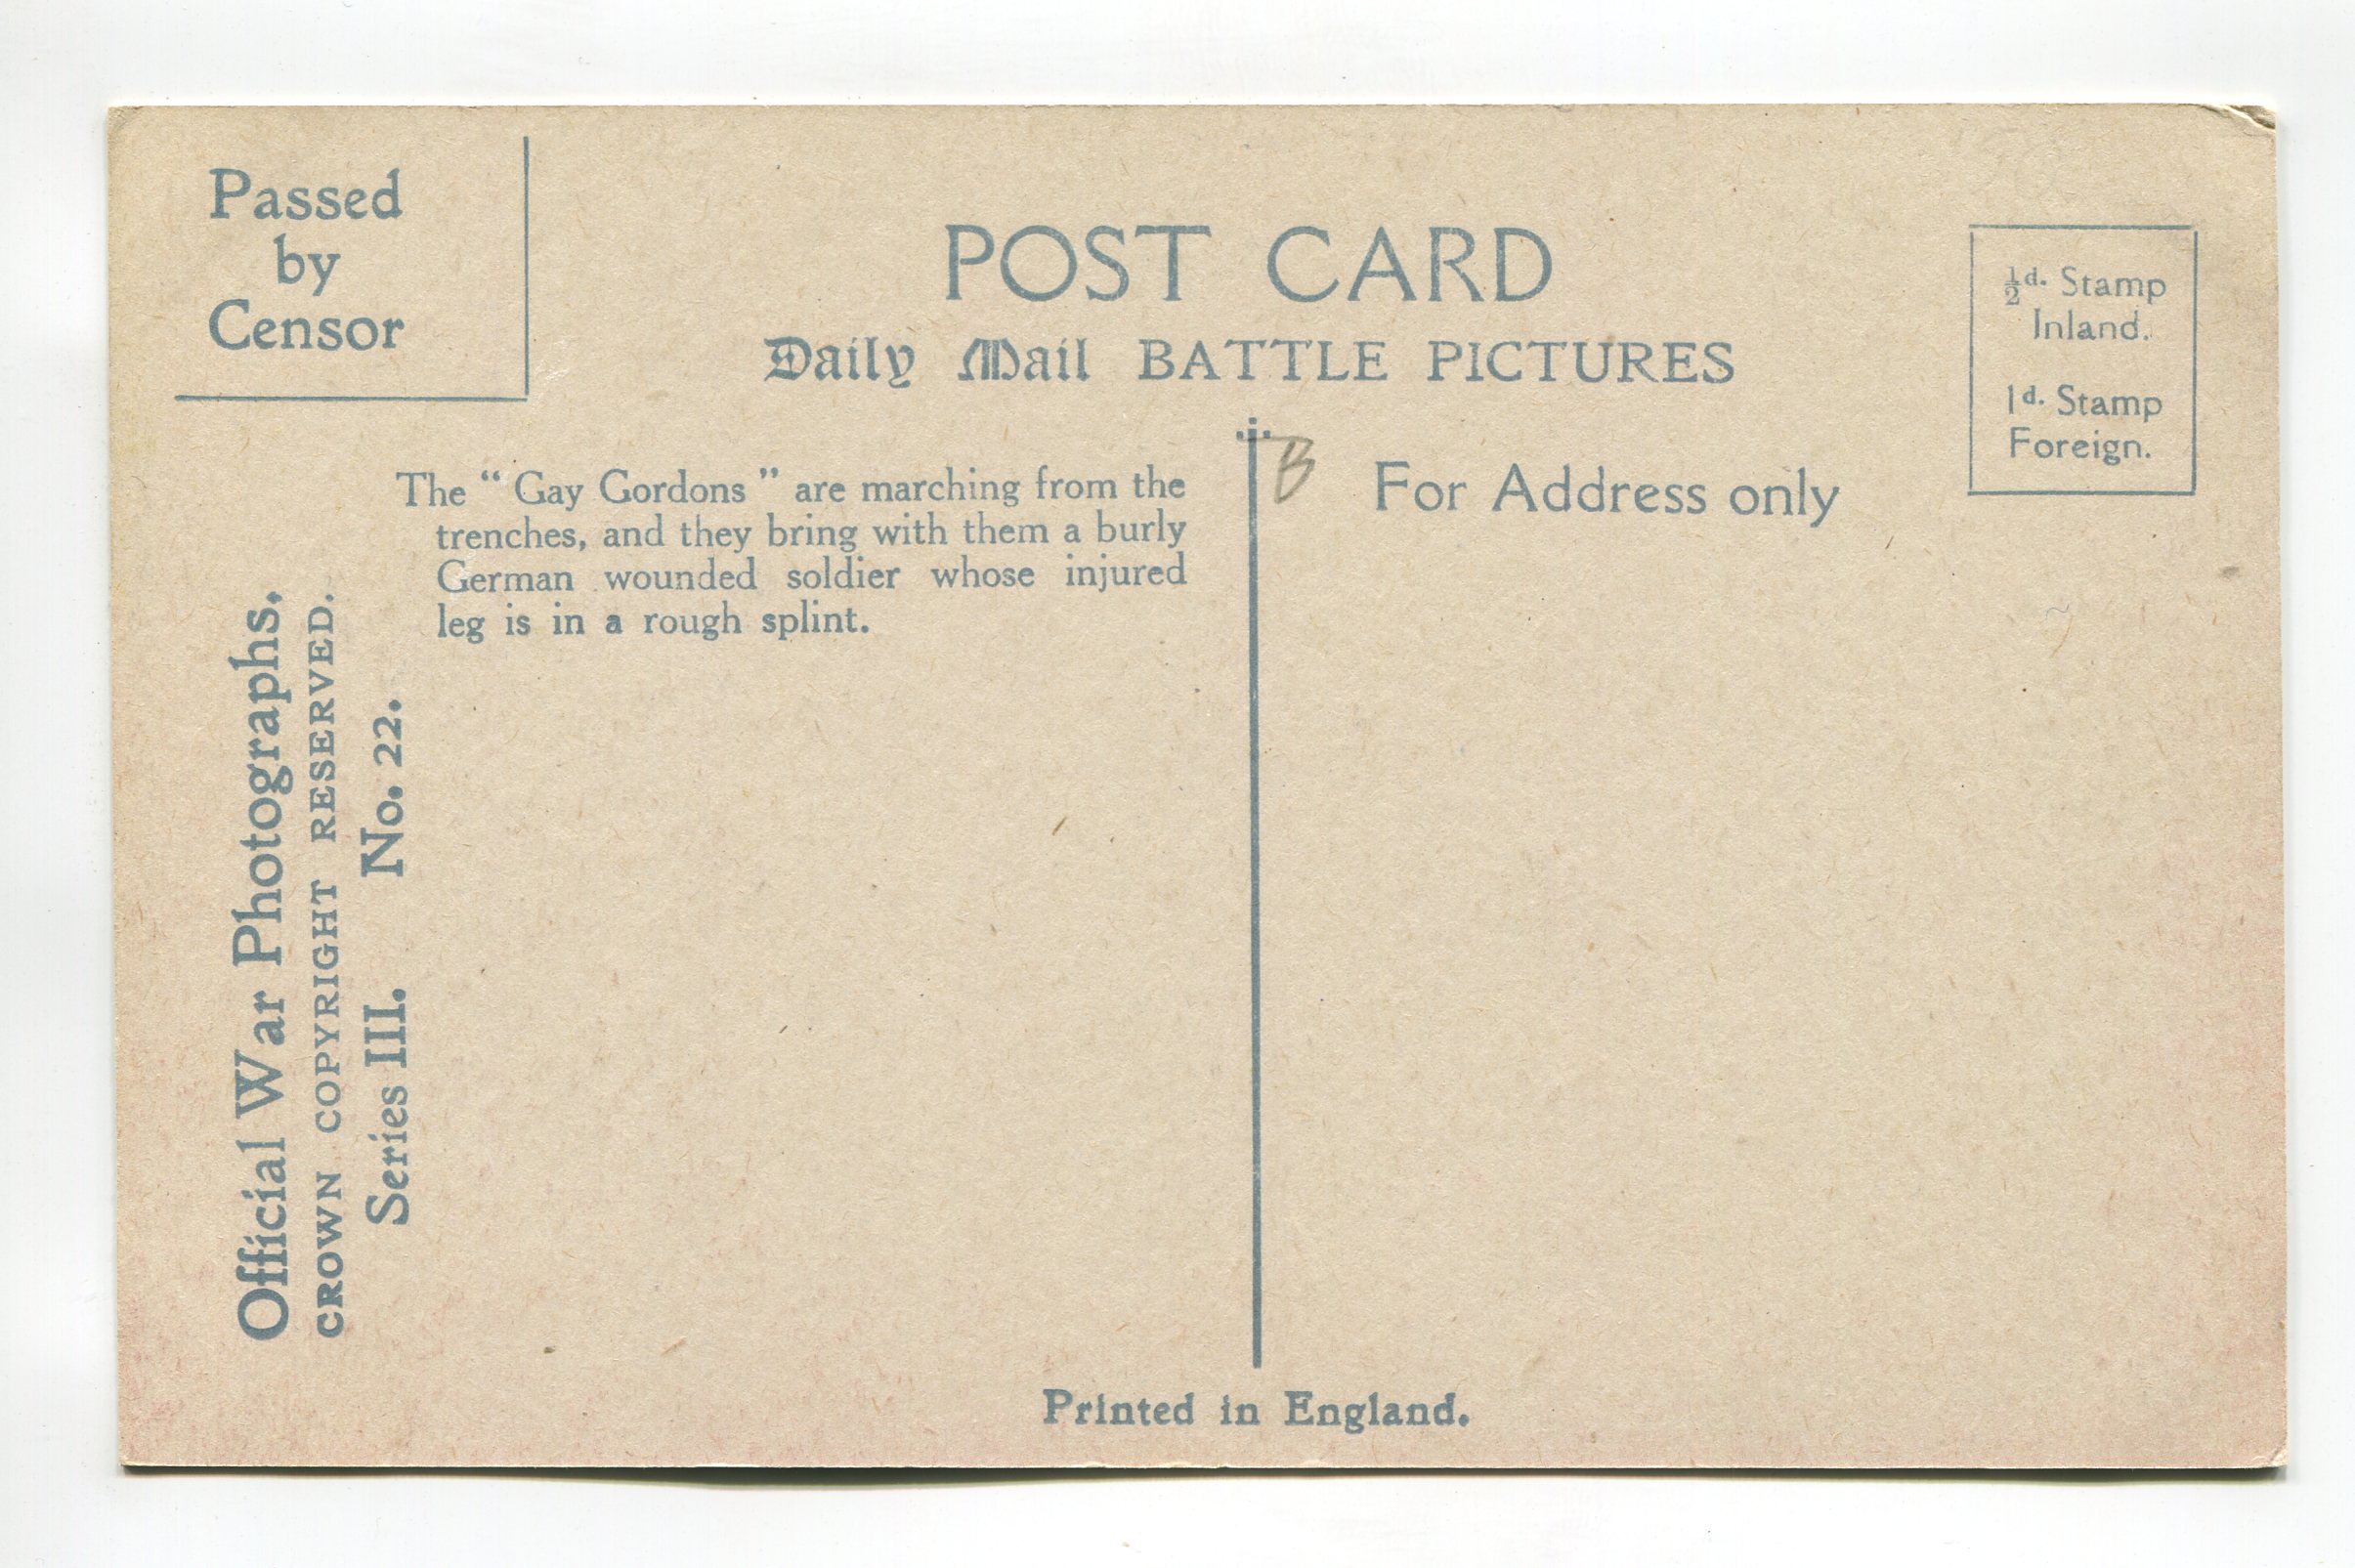 Passed
by
Censor
POST CARD
Daily Mail BATTLE PICTURES
½d. Stamp
Inland.
1d. Stamp
Foreign.
The “ Gay Gordons ” are marching from the
trenches, and they bring with them a burly
German wounded soldier whose injured
leg is in a rough splint.
B
For Address only
Official War Photographs.
CROWN COPYRIGHT RESERVED.
Series III. No. 22.
Printed in England.